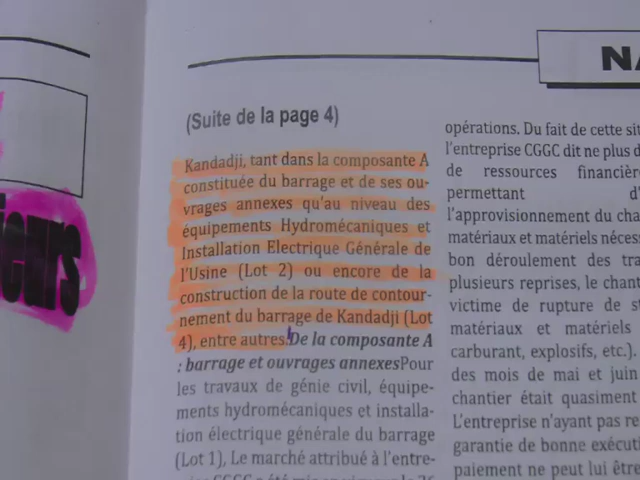 ieurs
NA
(Suite de la page 4)
Kandadji, tant dans la composante A
constituée du barrage et de ses ou-
vrages annexes qu'au niveau des
équipements Hydromécaniques et
Installation Electrique Générale de
l'Usine (Lot 2) ou encore de la
construction de la route de contour-
nement du barrage de Kandadji (Lot
4), entre autres.De la composante A
: barrage et ouvrages annexesPour
les travaux de génie civil, équipe-
ments hydromécaniques et installa-
tion électrique générale du barrage
(Lot 1), Le marché attribué à l'entre-
opérations. Du fait de cette sit
l'entreprise CGGC dit ne plus d
de ressources financière
permettant d'
l'approvisionnement du cha
matériaux et matériels néces
bon déroulement des tra
plusieurs reprises, le chant
victime de rupture de st
matériaux et matériels
carburant, explosifs, etc.).
des mois de mai et juin
chantier était quasiment
L'entreprise n'ayant pas re
garantie de bonne exécuti
paiement ne peut lui être